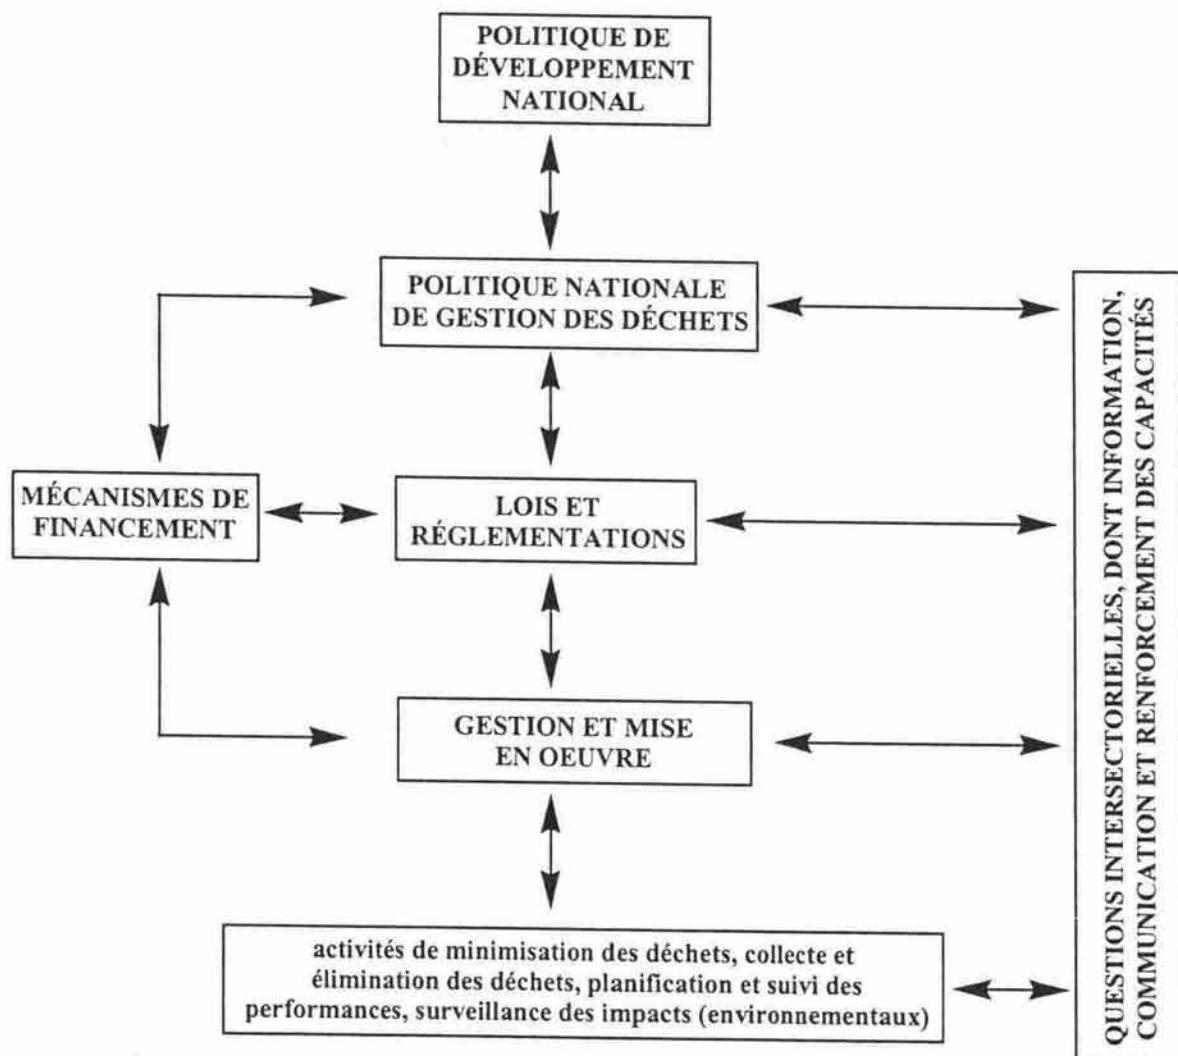 POLITIQUE DE
DÉVELOPPEMENT
NATIONAL
POLITIQUE NATIONALE
DE GESTION DES DÉCHETS
MÉCANISMES DE
FINANCEMENT
LOIS ET
RÉGLEMENTATIONS
GESTION ET MISE
EN OEUVRE
activités de minimisation des déchets, collecte et
élimination des déchets, planification et suivi des
performances, surveillance des impacts (environnementaux)
QUESTIONS INTERSECTORIELLES, DONT INFORMATION,
COMMUNICATION ET RENFORCEMENT DES CAPACITÉS